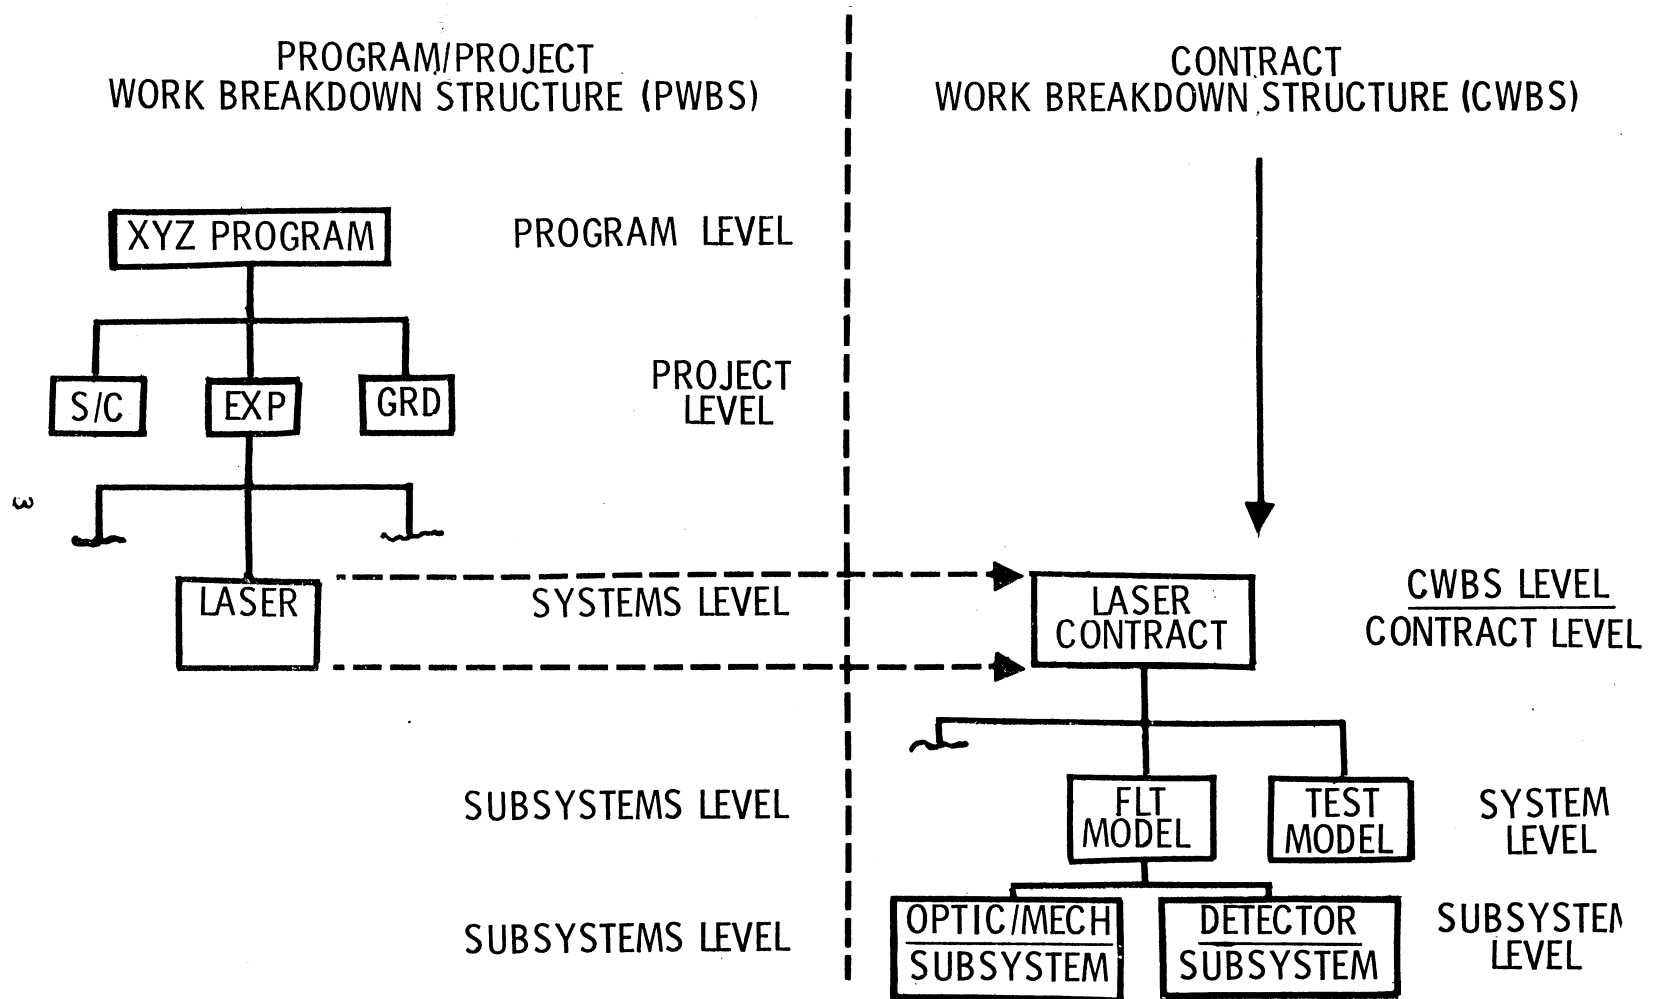 PROGRAM/PROJECT
WORK BREAKDOWN STRUCTURE (PWBS)
CONTRACT
WORK BREAKDOWN STRUCTURE (CWBS)
XYZ PROGRAM
PROGRAM LEVEL
S/C
EXP
GRD
PROJECT
LEVEL
3
LASER
SYSTEMS LEVEL
LASER
CONTRACT
CWBS LEVEL
CONTRACT LEVEL
SUBSYSTEMS LEVEL
FLT
MODEL
TEST
MODEL
SYSTEM
LEVEL
SUBSYSTEMS LEVEL
OPTIC/MECH
SUBSYSTEM
DETECTOR
SUBSYSTEM
SUBSYSTEM
LEVEL